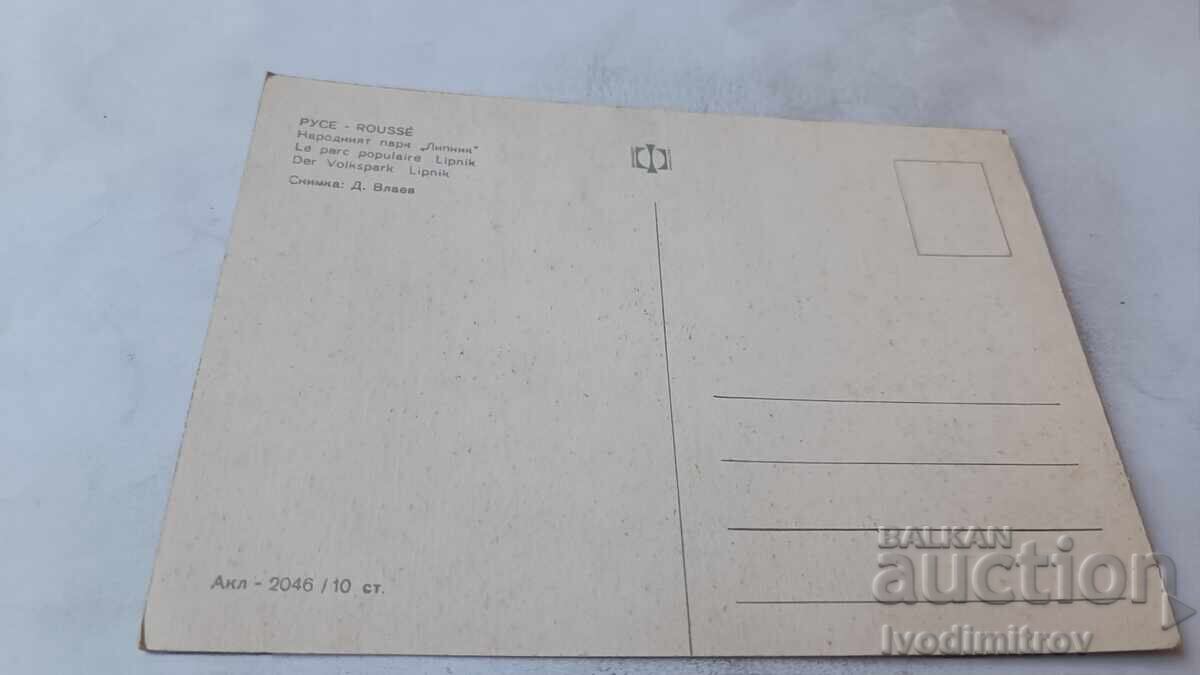 РУСЕ - ROUSSÉ
Народният парк „Липник"
Le parc populaire Lipnik
Der Volkspark Lipnik
Снимка: Д. Влаев
Акл - 2046 / 10 ст.
BALKAN
auction
Ivodimitrov